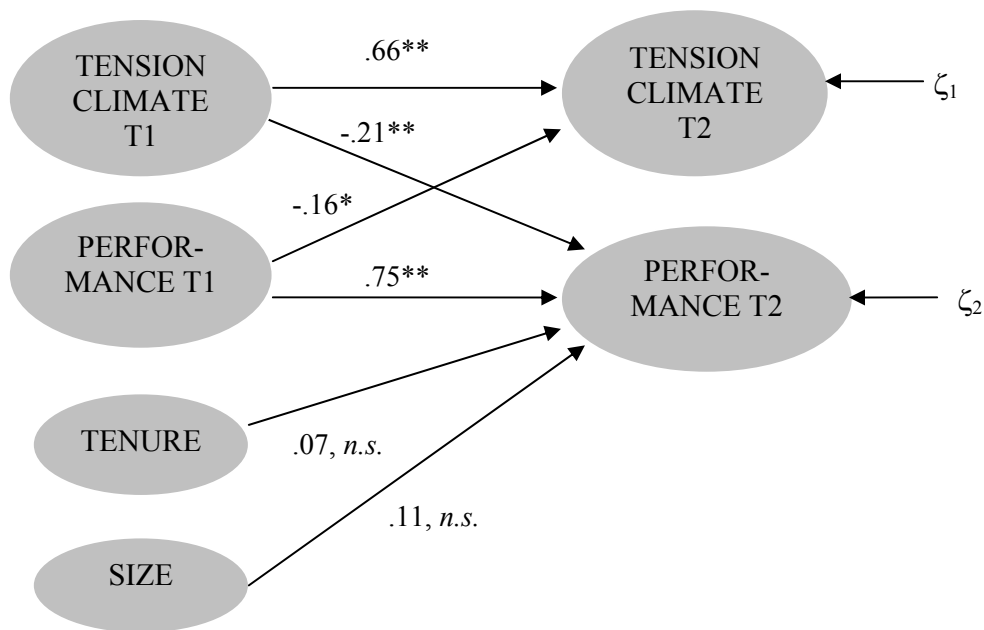 TENSION
CLIMATE
T1
.66**
TENSION
CLIMATE
T2
ζ1
-.21**
-.16*
PERFOR-
MANCE T1
.75**
PERFOR-
MANCE T2
ζ2
TENURE
.07, n.s.
.11, n.s.
SIZE